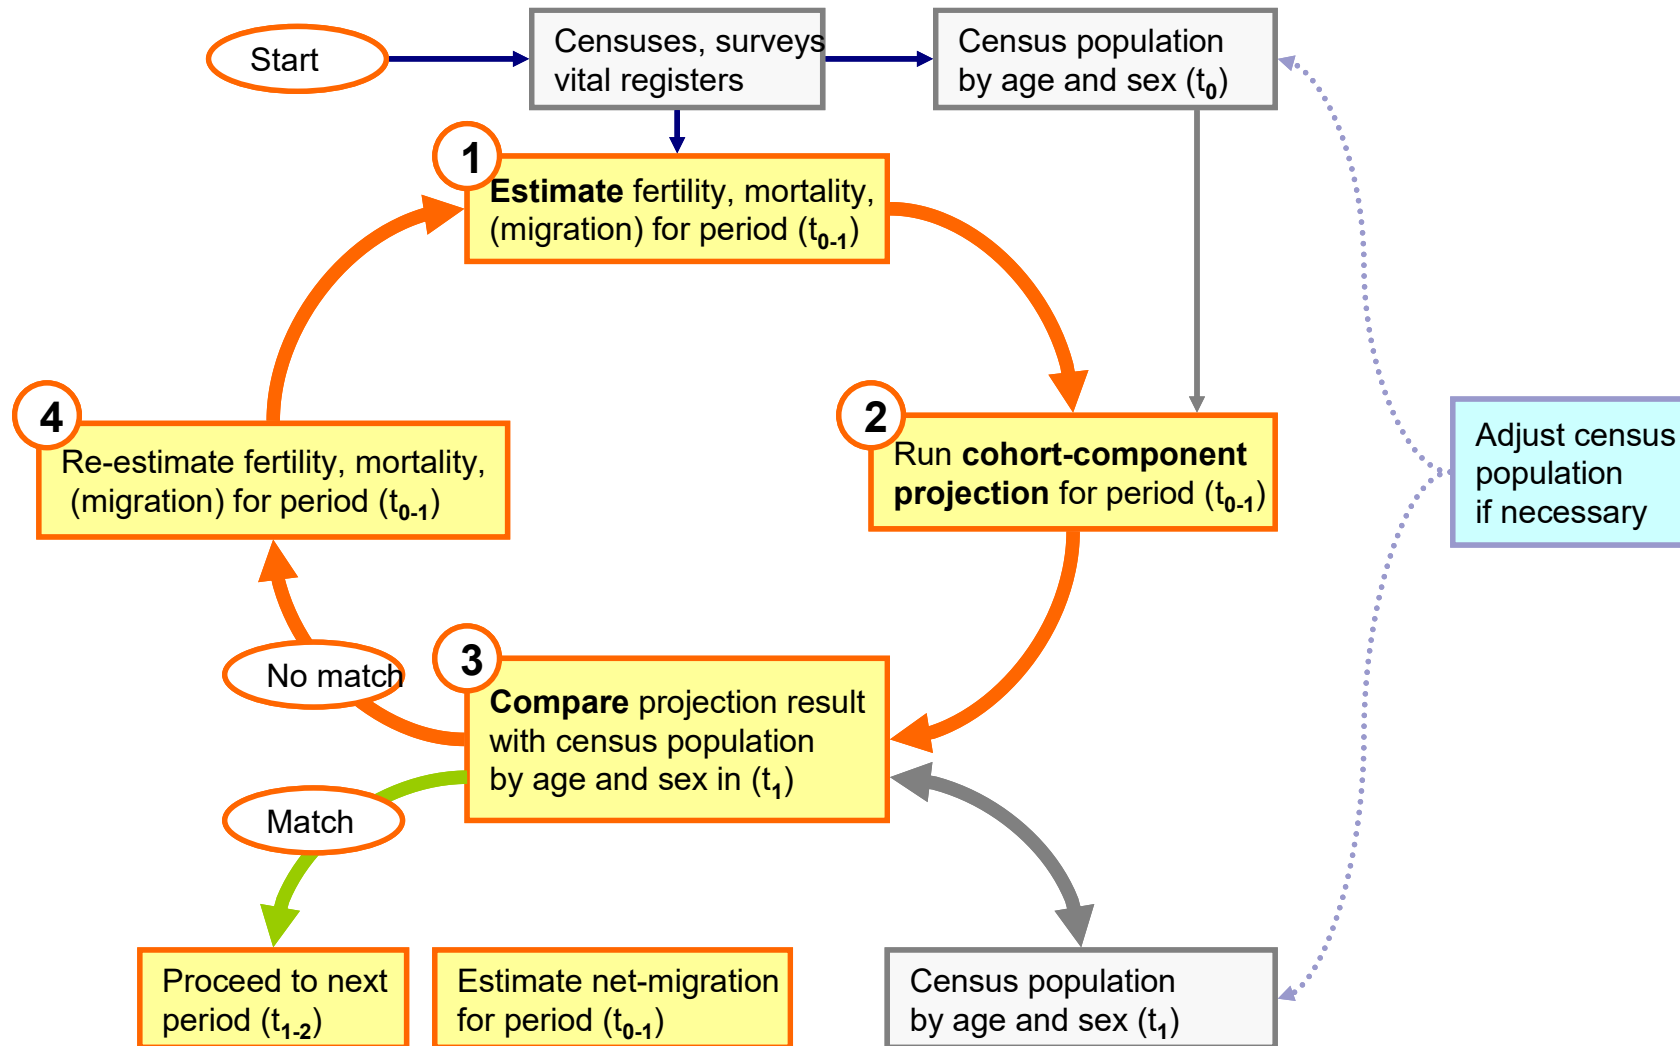 Start
Censuses, surveys
vital registers
Census population
by age and sex (t0)
1
Estimate fertility, mortality,
(migration) for period (t0-1)
4
Re-estimate fertility, mortality,
(migration) for period (t0-1)
2
Run cohort-component
projection for period (t0-1)
Adjust census
population
if necessary
No match
3
Compare projection result
with census population
by age and sex in (t1)
Match
Proceed to next
period (t1-2)
Estimate net-migration
for period (t0-1)
Census population
by age and sex (t1)